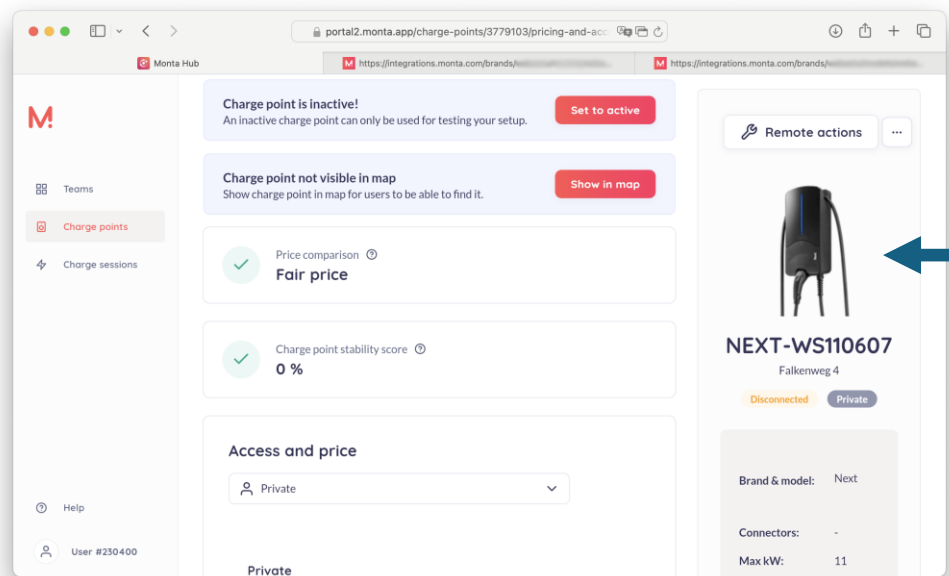 portal2.monta.app/charge-points/3779103/pricing-and-acc
Monta Hub
https://integrations.monta.com/brands/
https://integrations.monta.com/brands/
M!
Teams
Charge points
Charge sessions
Help
User #230400
Charge point is inactive!
An inactive charge point can only be used for testing your setup.
Set to active
Charge point not visible in map
Show charge point in map for users to be able to find it.
Show in map
Price comparison
Fair price
Charge point stability score
0 %
Access and price
Private
Private
Remote actions
NEXT-WS110607
Falkenweg 4
Disconnected Private
Brand & model: Next
Connectors: -
Max kW: 11